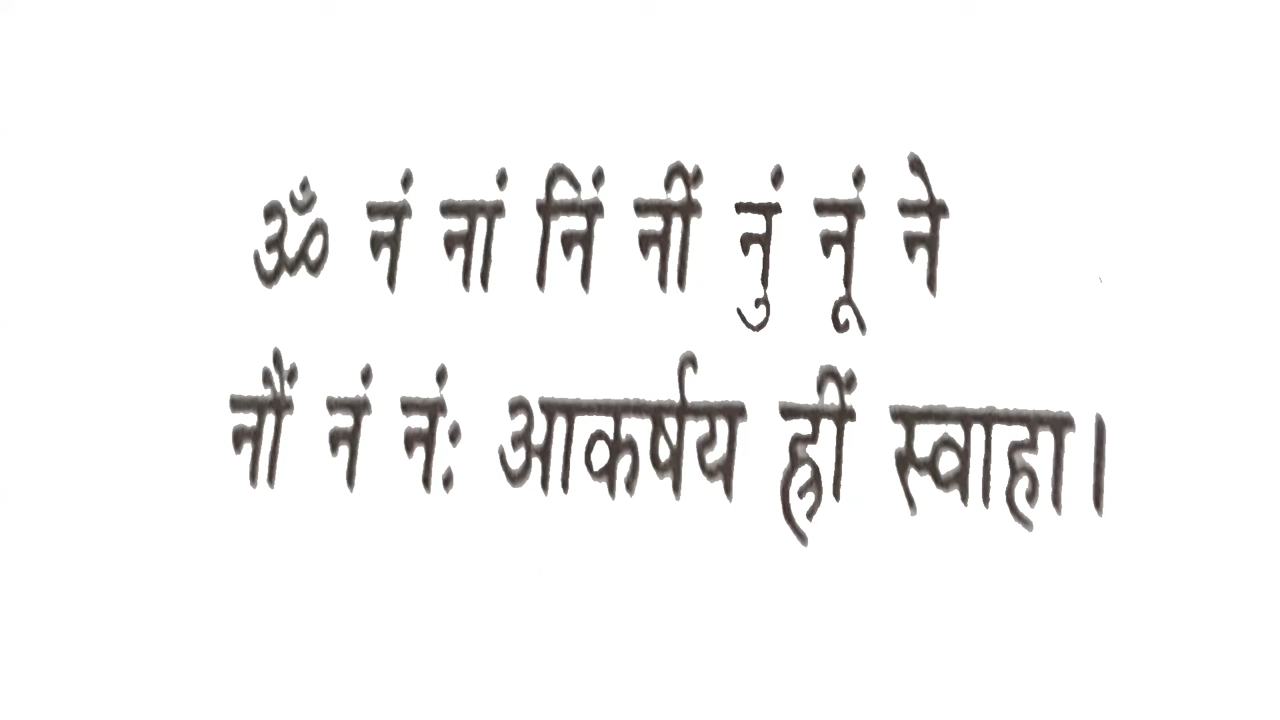 ॐ नं नां निं नीं नुं नूं ने
नौं नं नंः आकर्षय ह्रीं स्वाहा।